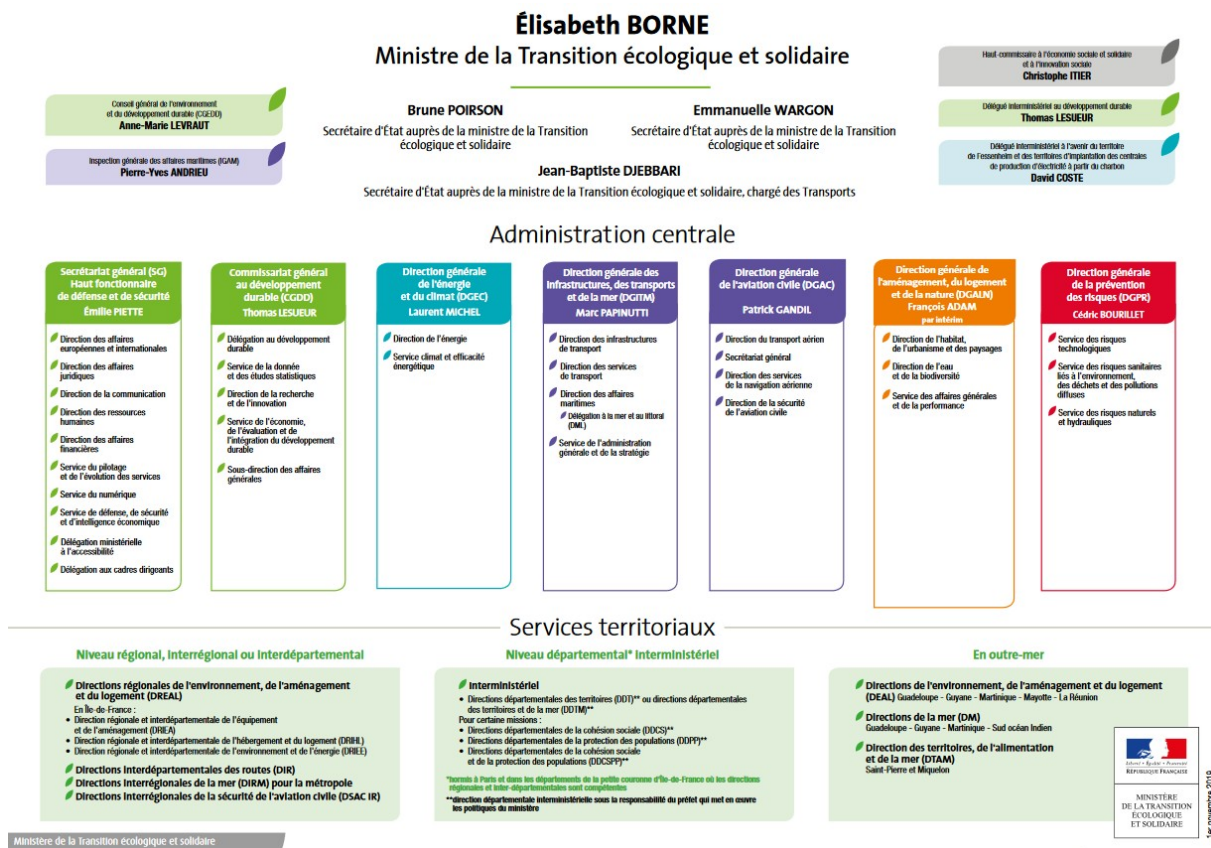 Élisabeth BORNE
Ministre de la Transition écologique et solidaire
Conseil général de l'environnement
et du développement durable (CGEDD)
Anne-Marie LEVRAUT
Inspection générale des affaires maritimes (IGAM)
Pierre-Yves ANDRIEU
Brune POIRSON
Secrétaire d'État auprès de la ministre de la Transition
écologique et solidaire
Emmanuelle WARGON
Secrétaire d'État auprès de la ministre de la Transition
écologique et solidaire
Jean-Baptiste DJEBBARI
Secrétaire d'État auprès de la ministre de la Transition écologique et solidaire, chargé des Transports
Haut-commissaire à l'économie sociale et solidaire
et à l'innovation sociale
Christophe ITIER
Délégué interministériel au développement durable
Thomas LESUEUR
Délégué interministériel à l'avenir du territoire
de Fessenheim et des territoires d'implantation des centrales
de production d'électricité à partir du charbon
David COSTE
Administration centrale
Secrétariat général (SG)
Haut fonctionnaire
de défense et de sécurité
Émilie PIETTE
Direction des affaires
européennes et internationales
Direction des affaires
juridiques
Direction de la communication
Direction des ressources
humaines
Direction des affaires
financières
Service du pilotage
et de l'évolution des services
Service du numérique
Service de défense, de sécurité
et d'intelligence économique
Délégation ministérielle
à l'accessibilité
Délégation aux cadres dirigeants
Commissariat général
au développement
durable (CGDD)
Thomas LESUEUR
Délégation au développement
durable
Service de la donnée
et des études statistiques
Direction de la recherche
et de l'innovation
Service de l'économie,
de l'évaluation et de
l'intégration du développement
durable
Sous-direction des affaires
générales
Direction générale
de l'énergie
et du climat (DGEC)
Laurent MICHEL
Direction de l'énergie
Service climat et efficacité
énergétique
Direction générale des
infrastructures, des transports
et de la mer (DGITM)
Marc PAPINUTTI
Direction des infrastructures
de transport
Direction des services
de transport
Direction des affaires
maritimes
Délégation à la mer et au littoral
(DML)
Service de l'administration
générale et de la stratégie
Direction générale
de l'aviation civile (DGAC)
Patrick GANDIL
Direction du transport aérien
Secrétariat général
Direction des services
de la navigation aérienne
Direction de la sécurité
de l'aviation civile
Direction générale de
l'aménagement, du logement
et de la nature (DGALN)
François ADAM
par intérim
Direction de l'habitat,
de l'urbanisme et des paysages
Direction de l'eau
et de la biodiversité
Service des affaires générales
et de la performance
Direction générale
de la prévention
des risques (DGPR)
Cédric BOURILLET
Service des risques
technologiques
Service des risques sanitaires
liés à l'environnement,
des déchets et des pollutions
diffuses
Service des risques naturels
et hydrauliques
Services territoriaux
Niveau régional, Interrégional ou Interdépartemental
Directions régionales de l'environnement, de l'aménagement
et du logement (DREAL)
En Île-de-France :
• Direction régionale et interdépartementale de l'équipement
et de l'aménagement (DRIEA)
• Direction régionale et interdépartementale de l'hébergement et du logement (DRIHL)
• Direction régionale et interdépartementale de l'environnement et de l'énergie (DRIEE)
Directions interdépartementales des routes (DIR)
Directions Interrégionales de la mer (DIRM) pour la métropole
Directions Interrégionales de la sécurité de l'aviation civile (DSAC IR)
Niveau départemental* Interministériel
Interministériel
• Directions départementales des territoires (DDT)** ou directions départementales
des territoires et de la mer (DDTM)**
Pour certaine missions :
• Directions départementales de la cohésion sociale (DDCS)**
• Directions départementales de la protection des populations (DDPP)**
• Directions départementales de la cohésion sociale
et de la protection des populations (DDCSPP)**
*hormis à Paris et dans les départements de la petite couronne d'Île-de-France où les directions
régionales et inter-départementales sont compétentes
**direction départementale interministérielle sous la responsabilité du préfet qui met en œuvre
les politiques du ministère
En outre-mer
Directions de l'environnement, de l'aménagement et du logement
(DEAL) Guadeloupe - Guyane - Martinique - Mayotte - La Réunion
Directions de la mer (DM)
Guadeloupe - Guyane - Martinique - Sud océan Indien
Direction des territoires, de l'alimentation
et de la mer (DTAM)
Saint-Pierre et Miquelon
Liberté • Égalité • Fraternité
RÉPUBLIQUE FRANÇAISE
MINISTÈRE
DE LA TRANSITION
ÉCOLOGIQUE
ET SOLIDAIRE
1er novembre 2019
Ministère de la Transition écologique et solidaire